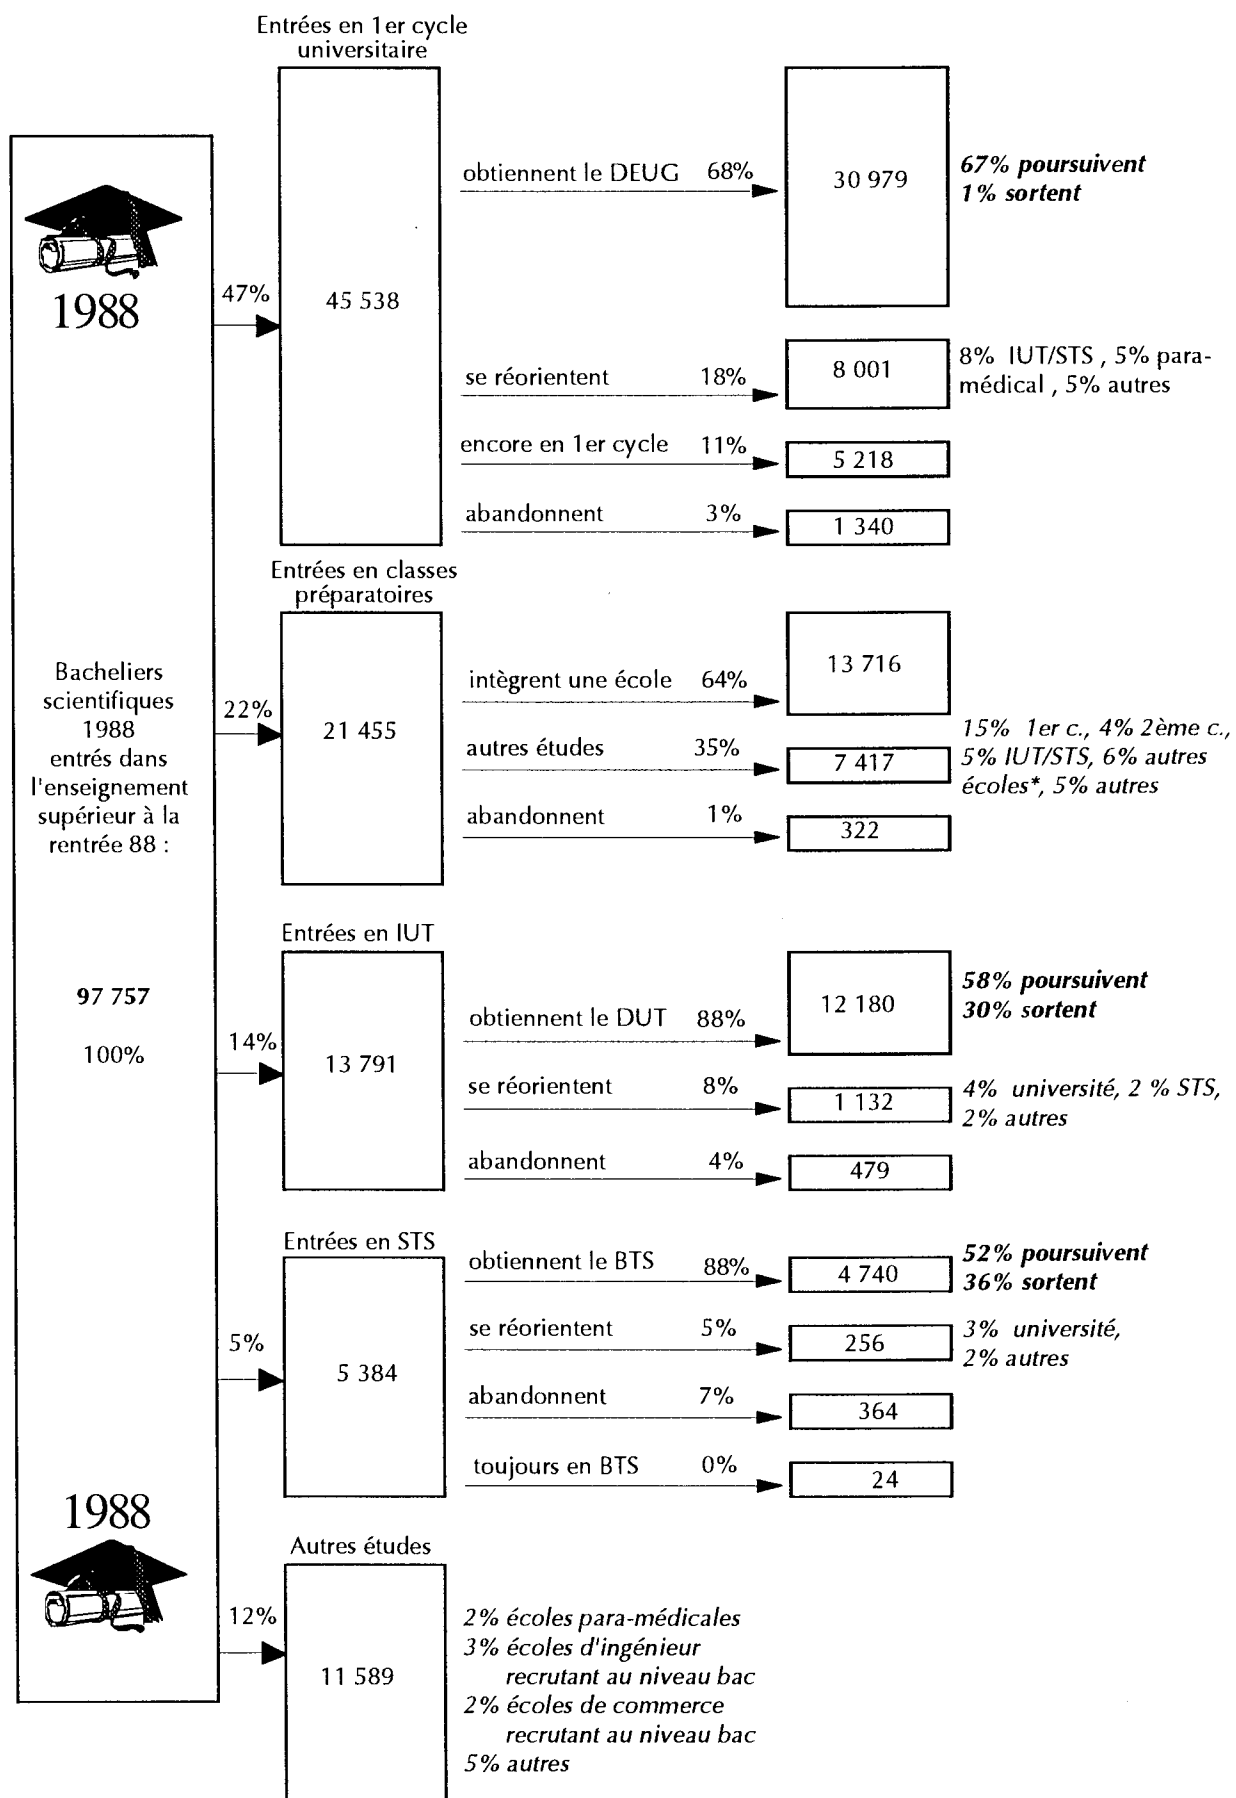 1988
Bacheliers
scientifiques
1988
entrés dans
l'enseignement
supérieur à la
rentrée 88 :
97 757
100%
1988
47%
Entrées en 1er cycle
universitaire
45 538
obtiennent le DEUG 68%
30 979
67% poursuivent
1% sortent
se réorientent 18%
8 001
8% IUT/STS , 5% para-
médical , 5% autres
encore en 1er cycle 11%
5 218
abandonnent 3%
1 340
22%
Entrées en classes
préparatoires
21 455
intègrent une école 64%
13 716
autres études 35%
7 417
15% 1er c., 4% 2ème c.,
5% IUT/STS, 6% autres
écoles*, 5% autres
abandonnent 1%
322
14%
Entrées en IUT
13 791
obtiennent le DUT 88%
12 180
58% poursuivent
30% sortent
se réorientent 8%
1 132
4% université, 2 % STS,
2% autres
abandonnent 4%
479
5%
Entrées en STS
5 384
obtiennent le BTS 88%
4 740
52% poursuivent
36% sortent
se réorientent 5%
256
3% université,
2% autres
abandonnent 7%
364
toujours en BTS 0%
24
12%
Autres études
11 589
2% écoles para-médicales
3% écoles d'ingénieur
recrutant au niveau bac
2% écoles de commerce
recrutant au niveau bac
5% autres